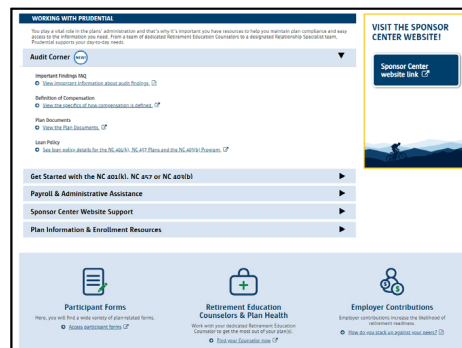 WORKING WITH PRUDENTIAL
You play a vital role in the plans' administration and that's why it's important you have resources to help you maintain plan compliance and easy
access to the information you need. From a team of dedicated Retirement Education Counselors to a designated Relationship Specialist team,
Prudential supports your day-to-day needs.
Audit Corner NEW!
Important Findings FAQ
View important information about audit findings.
Definition of Compensation
View the specifics of how compensation is defined.
Plan Documents
View the Plan Documents.
Loan Policy
See loan policy details for the NC 401(k), NC 457 Plans and the NC 403(b) Program.
Get Started with the NC 401(k), NC 457 or NC 403(b)
Payroll & Administrative Assistance
Sponsor Center Website Support
Plan Information & Enrollment Resources
VISIT THE SPONSOR
CENTER WEBSITE!
Sponsor Center
website link
Participant Forms
Here, you will find a wide variety of plan-related forms.
Access participant forms
Retirement Education
Counselors & Plan Health
Work with your dedicated Retirement Education
Counselor to get the most out of your plan(s).
Find your Counselor now
Employer Contributions
Employer contributions increase the likelihood of
retirement readiness.
How do you stack up against your peers?